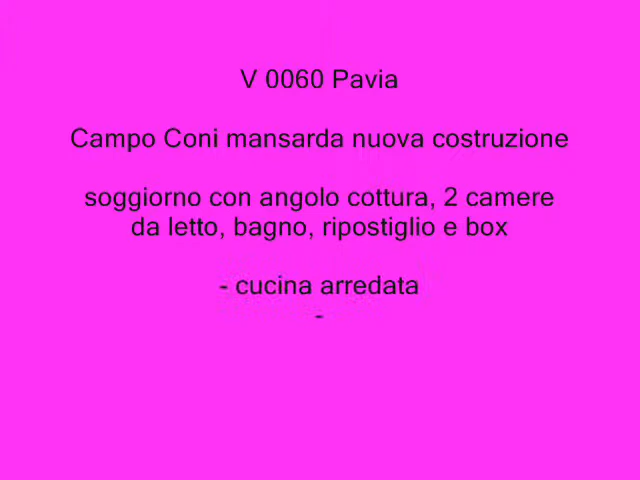 V 0060 Pavia
Campo Coni mansarda nuova costruzione
soggiorno con angolo cottura, 2 camere
da letto, bagno, ripostiglio e box
- cucina arredata
-